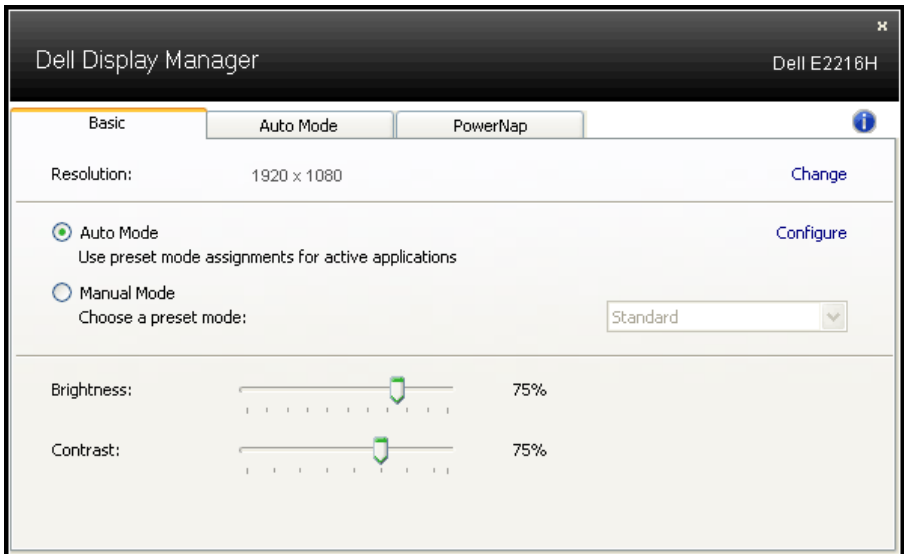 x
Dell Display Manager
Dell E2216H
Basic
Auto Mode
PowerNap
i
Resolution:
1920 x 1080
Change
Auto Mode
Configure
Use preset mode assignments for active applications
Manual Mode
Choose a preset mode:
Standard
Brightness:
75%
Contrast:
75%